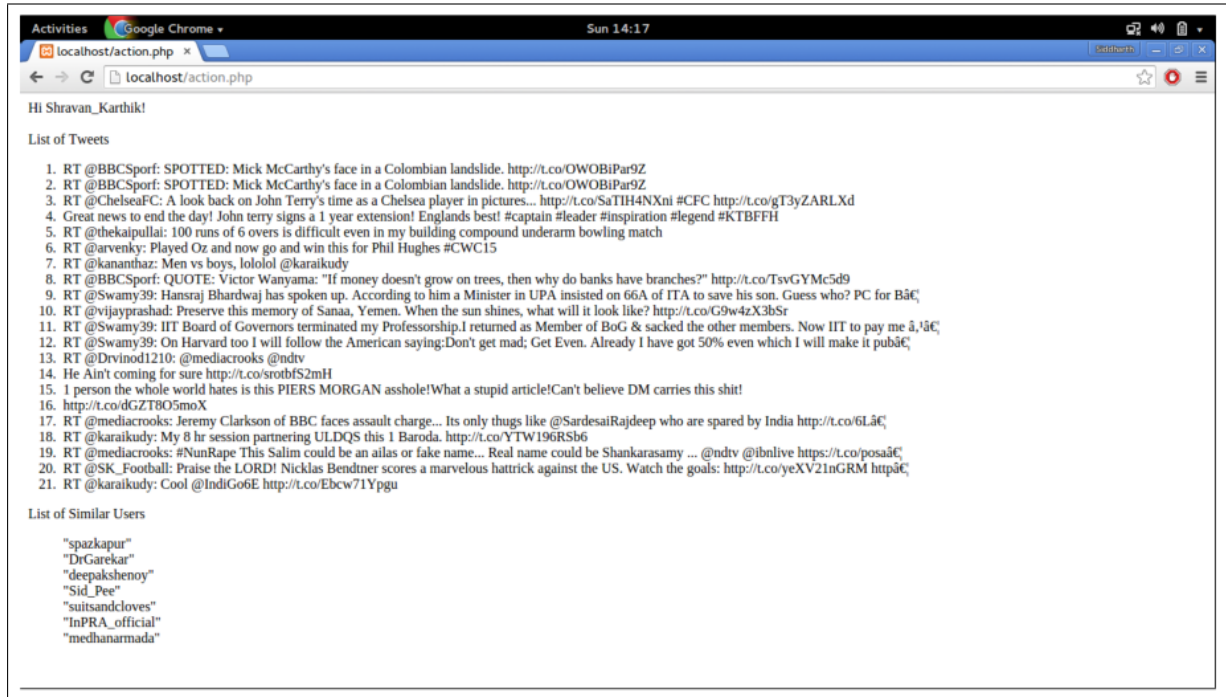 Activities Google Chrome ▾ Sun 14:17
localhost/action.php × Siddharth
localhost/action.php
Hi Shravan_Karthik!
List of Tweets
1. RT @BBCSporf: SPOTTED: Mick McCarthy's face in a Colombian landslide. http://t.co/OWOBiPar9Z
2. RT @BBCSporf: SPOTTED: Mick McCarthy's face in a Colombian landslide. http://t.co/OWOBiPar9Z
3. RT @ChelseaFC: A look back on John Terry's time as a Chelsea player in pictures... http://t.co/SaTIH4NXni #CFC http://t.co/gT3yZARLXd
4. Great news to end the day! John terry signs a 1 year extension! Englands best! #captain #leader #inspiration #legend #KTBFFH
5. RT @thekaipullai: 100 runs of 6 overs is difficult even in my building compound underarm bowling match
6. RT @arvenky: Played Oz and now go and win this for Phil Hughes #CWC15
7. RT @kananthaz: Men vs boys, lololol @karaikudy
8. RT @BBCSporf: QUOTE: Victor Wanyama: "If money doesn't grow on trees, then why do banks have branches?" http://t.co/TsvGYMc5d9
9. RT @Swamy39: Hansraj Bhardwaj has spoken up. According to him a Minister in UPA insisted on 66A of ITA to save his son. Guess who? PC for Bâ€¦
10. RT @vijayprashad: Preserve this memory of Sanaa, Yemen. When the sun shines, what will it look like? http://t.co/G9w4zX3bSr
11. RT @Swamy39: IIT Board of Governors terminated my Professorship.I returned as Member of BoG & sacked the other members. Now IIT to pay me â‚¹â€¦
12. RT @Swamy39: On Harvard too I will follow the American saying:Don't get mad; Get Even. Already I have got 50% even which I will make it pubâ€¦
13. RT @Drvinod1210: @mediacrooks @ndtv
14. He Ain't coming for sure http://t.co/srotbfS2mH
15. 1 person the whole world hates is this PIERS MORGAN asshole!What a stupid article!Can't believe DM carries this shit!
16. http://t.co/dGZT8O5moX
17. RT @mediacrooks: Jeremy Clarkson of BBC faces assault charge... Its only thugs like @SardesaiRajdeep who are spared by India http://t.co/6Lâ€¦
18. RT @karaikudy: My 8 hr session partnering ULDQS this 1 Baroda. http://t.co/YTW196RSb6
19. RT @mediacrooks: #NunRape This Salim could be an ailas or fake name... Real name could be Shankarasamy ... @ndtv @ibnlive https://t.co/posaâ€¦
20. RT @SK_Football: Praise the LORD! Nicklas Bendtner scores a marvelous hattrick against the US. Watch the goals: http://t.co/yeXV21nGRM httpâ€¦
21. RT @karaikudy: Cool @IndiGo6E http://t.co/Ebcw71Ypgu
List of Similar Users
"spazkapur"
"DrGarekar"
"deepakshenoy"
"Sid_Pee"
"suitsandcloves"
"InPRA_official"
"medhanarmada"